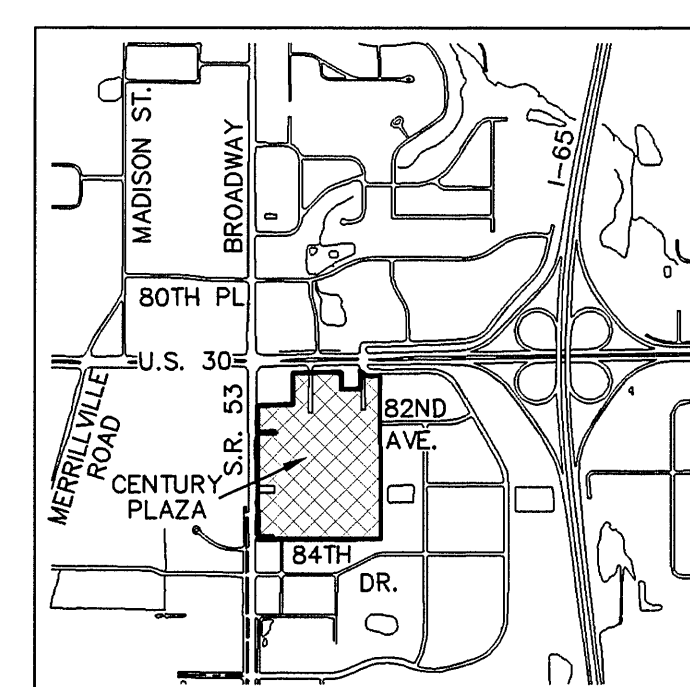 MADISON ST.
BROADWAY
I-65
80TH PL
U.S. 30
MERRILLVILLE
ROAD
S.R. 53
82ND
AVE.
CENTURY
PLAZA
84TH
DR.